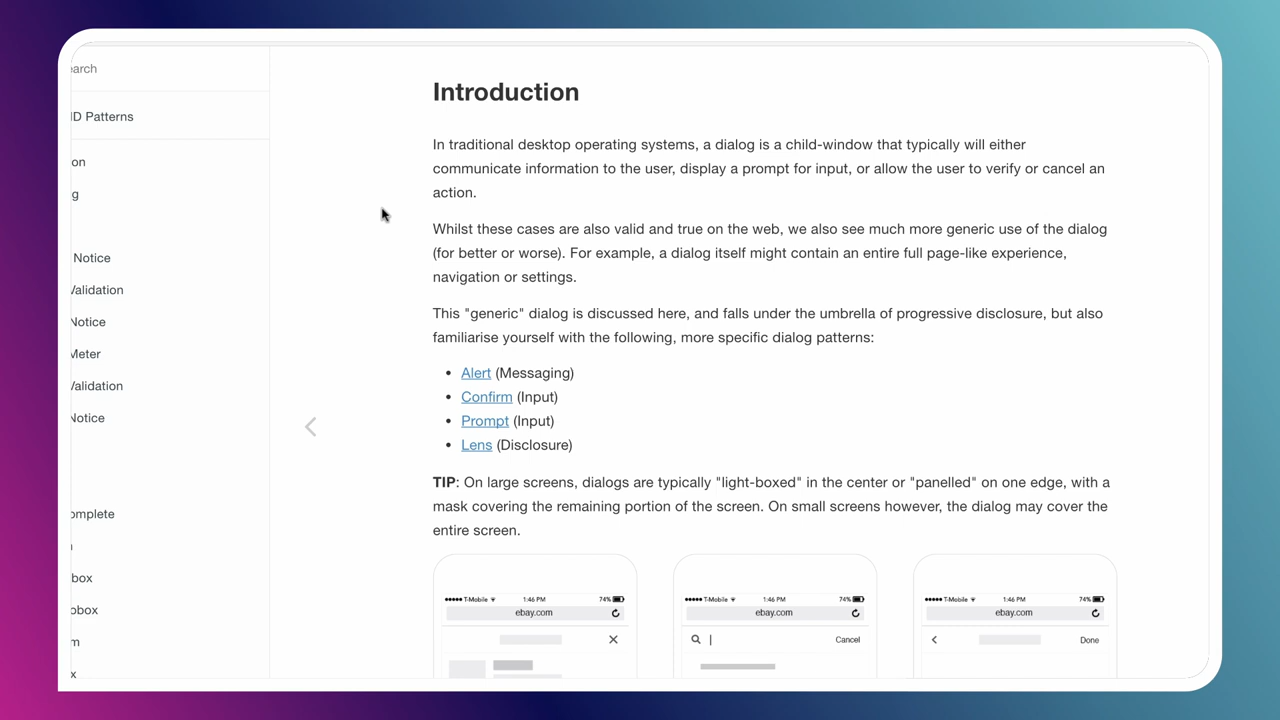 earch
ID Patterns
on
g
Notice
Validation
Notice
Meter
Validation
Notice
omplete
box
obox
m
x
Introduction
In traditional desktop operating systems, a dialog is a child-window that typically will either
communicate information to the user, display a prompt for input, or allow the user to verify or cancel an
action.
Whilst these cases are also valid and true on the web, we also see much more generic use of the dialog
(for better or worse). For example, a dialog itself might contain an entire full page-like experience,
navigation or settings.
This "generic" dialog is discussed here, and falls under the umbrella of progressive disclosure, but also
familiarise yourself with the following, more specific dialog patterns:
• Alert (Messaging)
• Confirm (Input)
• Prompt (Input)
• Lens (Disclosure)
TIP: On large screens, dialogs are typically "light-boxed" in the center or "panelled" on one edge, with a
mask covering the remaining portion of the screen. On small screens however, the dialog may cover the
entire screen.
T-Mobile 1:46 PM 74%
ebay.com
T-Mobile 1:46 PM 74%
ebay.com
Cancel
T-Mobile 1:46 PM 74%
ebay.com
Done